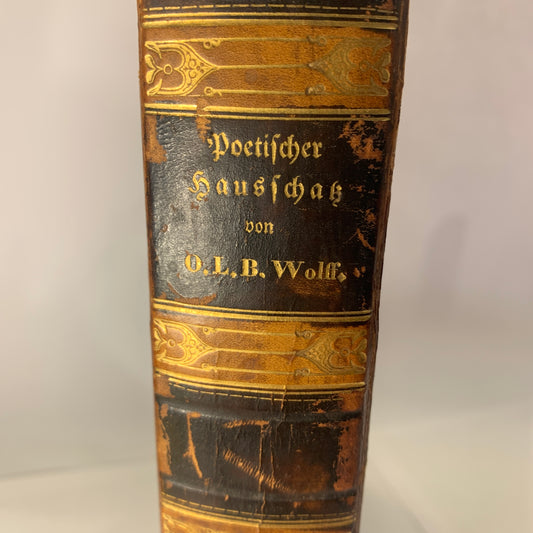 Poetiſcher
Hausſchatz
von
O.L.B. Wolff.